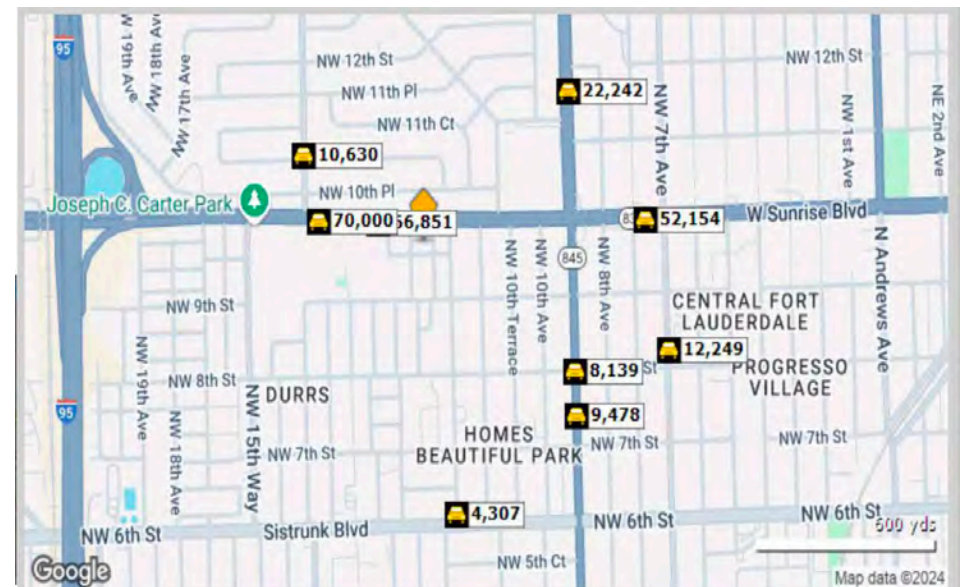 95
W 16th Ave
NW 18th Ave
NW 17th Ave
NW 12th St
NW 12th St
NW 11th Pl
22,242
NW 7th Ave
NW 1st Ave
NE 2nd Ave
NW 11th Ct
10,630
NW 10th Pl
Joseph C. Carter Park
70,000
56,851
52,154
W Sunrise Blvd
NW 10th Terrace
NW 10th Ave
845
NW 8th Ave
N Andrews Ave
NW 9th St
CENTRAL FORT
LAUDERDALE
12,249
8,139
St
PROGRESSO
VILLAGE
NW 19th Ave
NW 8th St
DURRS
NW 15th Way
95
NW 18th Ave
9,478
HOMES
BEAUTIFUL PARK
NW 7th St
NW 7th St
NW 7th St
4,307
NW 6th St
Sistrunk Blvd
NW 6th St
NW 6th St
500 yds
NW 5th Ct
Google
Map data ©2024